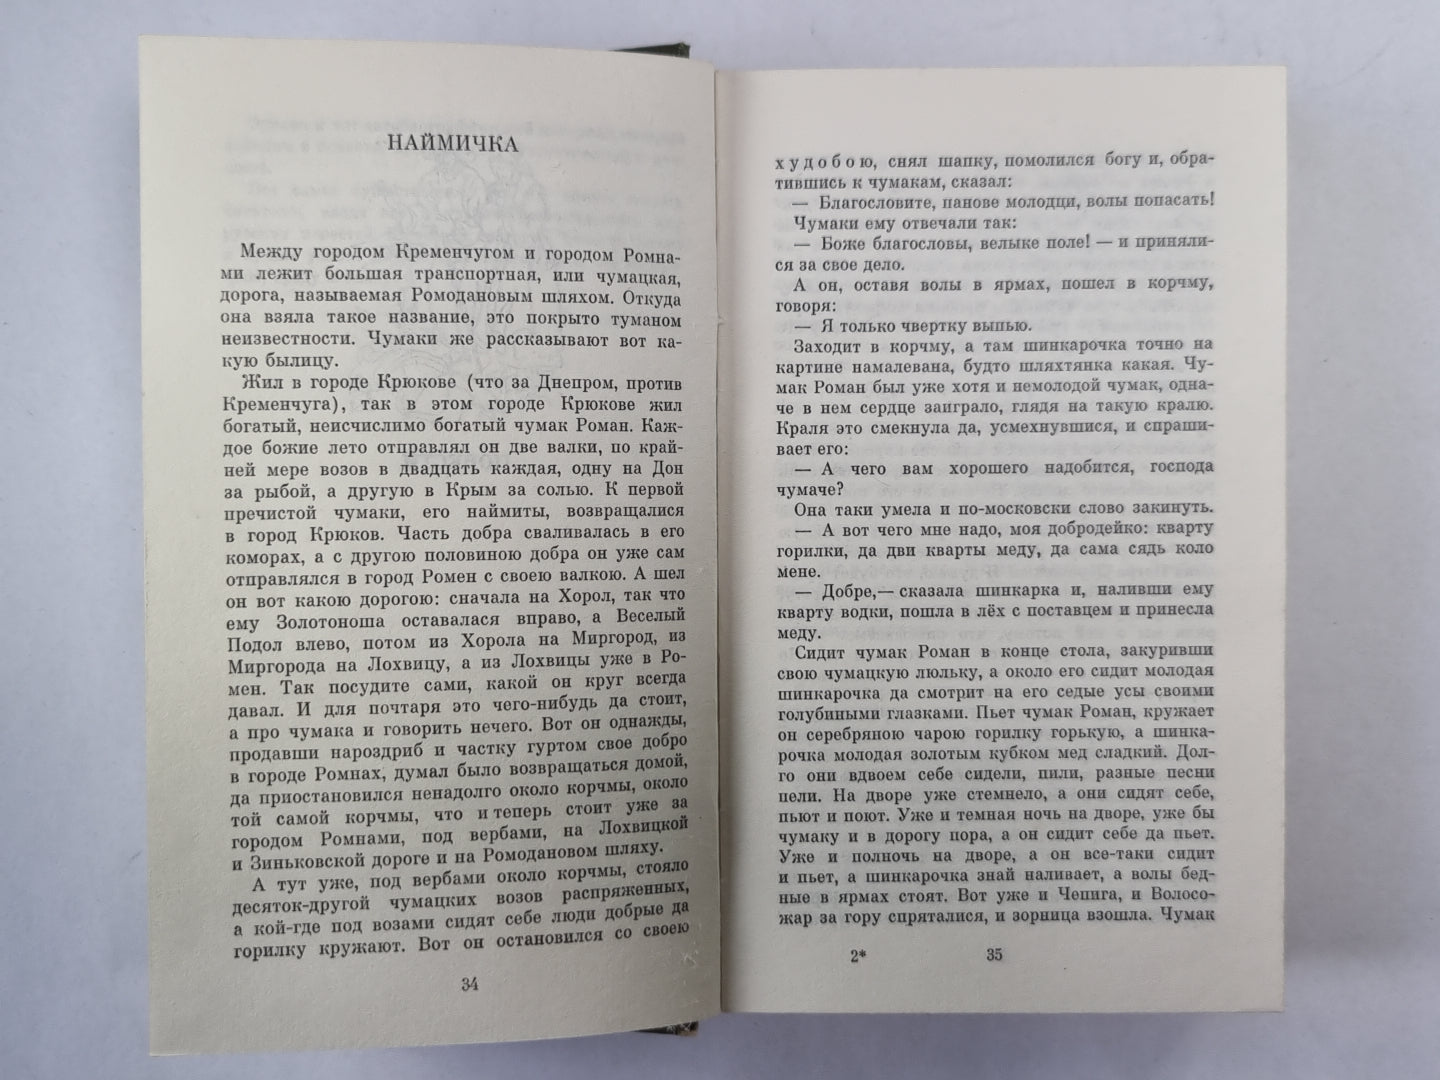 НАЙМИЧКА
Между городом Кременчугом и городом Ромна-
ми лежит большая транспортная, или чумацкая,
дорога, называемая Ромодановым шляхом. Откуда
она взяла такое название, это покрыто туманом
неизвестности. Чумаки же рассказывают вот ка-
кую былицу.
Жил в городе Крюкове (что за Днепром, против
Кременчуга), так в этом городе Крюкове жил
богатый, неисчислимо богатый чумак Роман. Каж-
дое божие лето отправлял он две валки, по край-
ней мере возов в двадцать каждая, одну на Дон
за рыбой, а другую в Крым за солью. К первой
пречистой чумаки, его наймиты, возвращалися
в город Крюков. Часть добра сваливалась в его
коморах, а с другою половиною добра он уже сам
отправлялся в город Ромен с своею валкою. А шел
он вот какою дорогою: сначала на Хорол, так что
ему Золотоноша оставалася вправо, а Веселый
Подол влево, потом из Хорола на Миргород, из
Миргорода на Лохвицу, а из Лохвицы уже в Ро-
мен. Так посудите сами, какой он круг всегда
давал. И для почтаря это чего-нибудь да стоит,
а про чумака и говорить нечего. Вот он однажды,
продавши нароздриб и частку гуртом свое добро
в городе Ромнах, думал было возвращаться домой,
да приостановился ненадолго около корчмы, около
той самой корчмы, что и теперь стоит уже за
городом Ромнами, под вербами, на Лохвицкой
и Зиньковской дороге и на Ромодановом шляху.
А тут уже, под вербами около корчмы, стояло
десяток-другой чумацких возов распряженных,
а кой-где под возами сидят себе люди добрые да
горилку кружают. Вот он остановился со своею
34
худобою, снял шапку, помолился богу и, обра-
тившись к чумакам, сказал:
— Благословите, панове молодци, волы попасать!
Чумаки ему отвечали так:
— Боже благословы, велыке поле! — и приняли-
ся за свое дело.
А он, оставя волы в ярмах, пошел в корчму,
говоря:
— Я только чвертку выпью.
Заходит в корчму, а там шинкарочка точно на
картине намалевана, будто шляхтянка какая. Чу-
мак Роман был уже хотя и немолодой чумак, одна-
че в нем сердце заиграло, глядя на такую кралю.
Краля это смекнула да, усмехнувшися, и спраши-
вает его:
— А чего вам хорошего надобится, господа
чумаче?
Она таки умела и по-московски слово закинуть.
— А вот чего мне надо, моя добродейко: кварту
горилки, да дви кварты меду, да сама сядь коло
мене.
— Добре,— сказала шинкарка и, наливши ему
кварту водки, пошла в лёх с поставцем и принесла
меду.
Сидит чумак Роман в конце стола, закуривши
свою чумацкую люльку, а около его сидит молодая
шинкарочка да смотрит на его седые усы своими
голубиными глазками. Пьет чумак Роман, кружает
он серебряною чарою горилку горькую, а шинка-
рочка молодая золотым кубком мед сладкий. Дол-
го они вдвоем себе сидели, пили, разные песни
пели. На дворе уже стемнело, а они сидят себе,
пьют и поют. Уже и темная ночь на дворе, уже бы
чумаку и в дорогу пора, а он сидит себе да пьет.
Уже и полночь на дворе, а он все-таки сидит
и пьет, а шинкарочка знай наливает, а волы бед-
ные в ярмах стоят. Вот уже и Чепига, и Волосо-
жар за гору спряталися, и зорница взошла. Чумак
2* 35